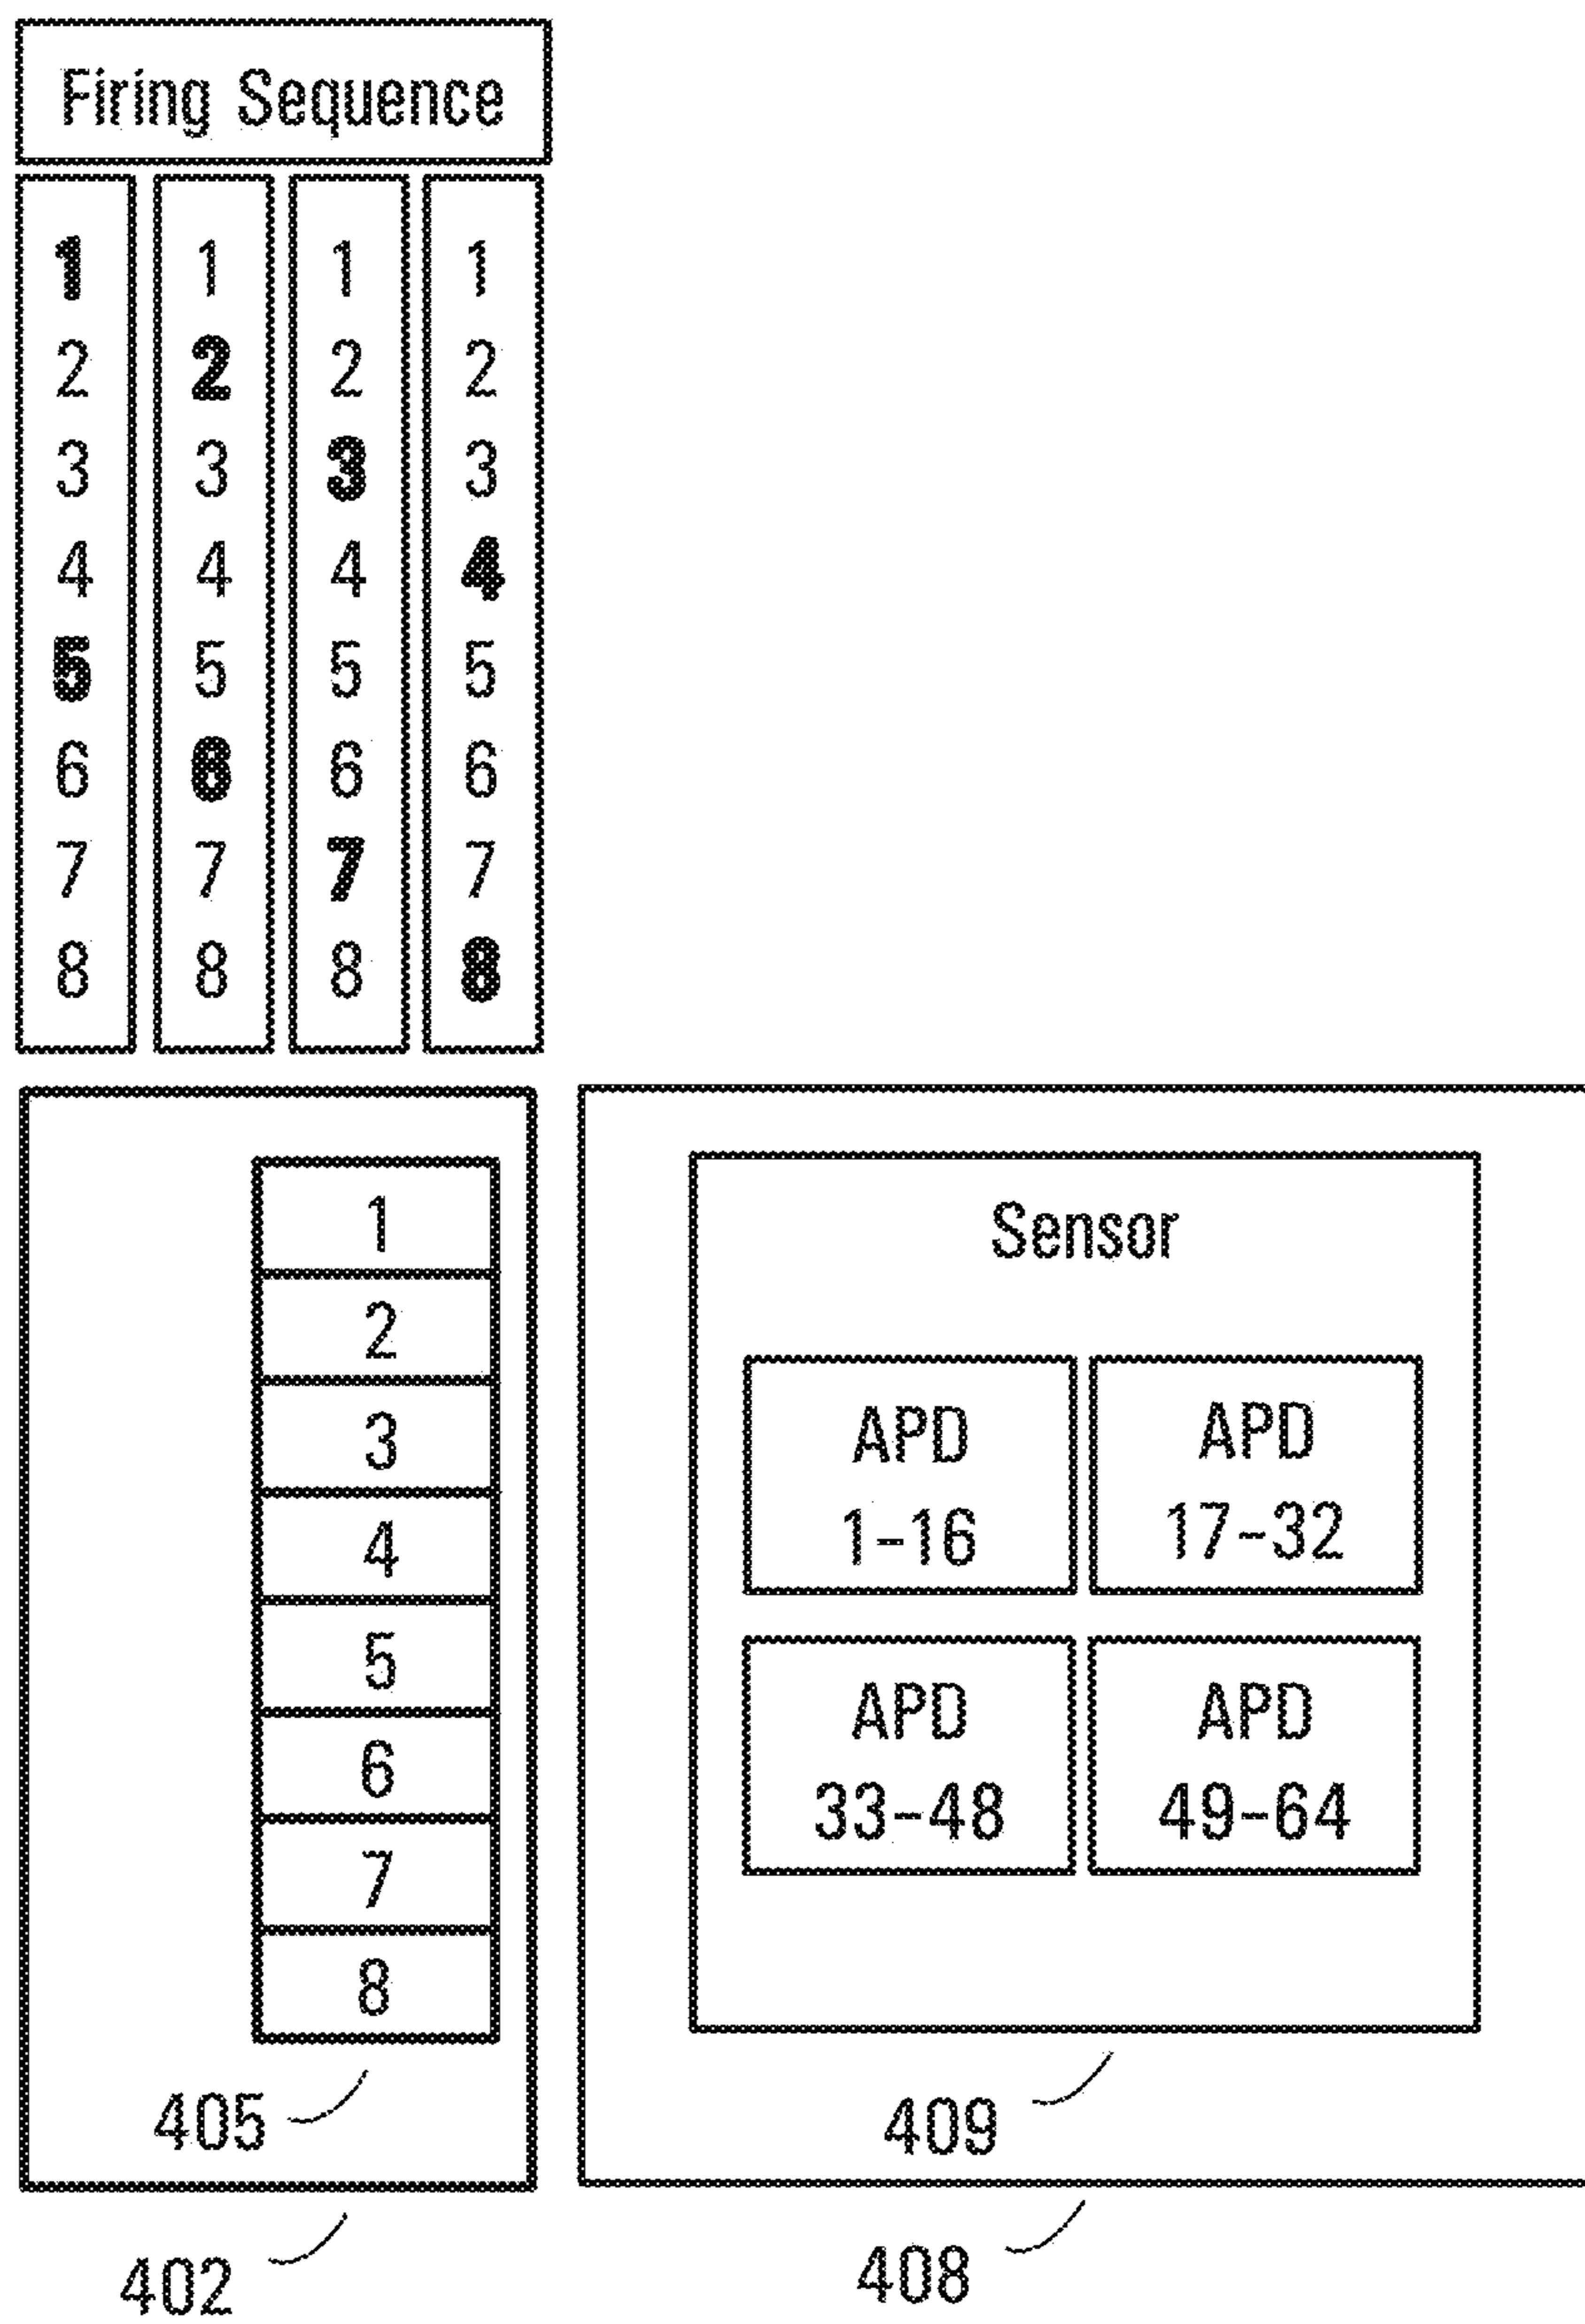 Firing Sequence
1 1 1 1
2 2 2 2
3 3 3 3
4 4 4 4
5 5 5 5
6 6 6 6
7 7 7 7
8 8 8 8
1
2
3
4
5
6
7
8
405
402
Sensor
APD
1-16
APD
17-32
APD
33-48
APD
49-64
409
408